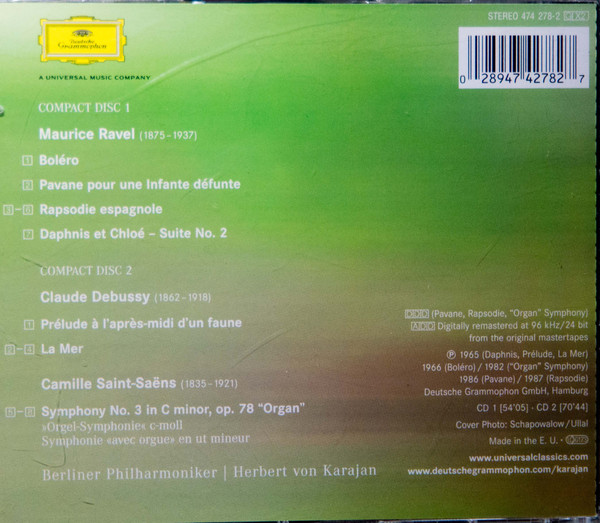 STEREO 474 278-2
Deutsche
Grammophon
A UNIVERSAL MUSIC COMPANY
0 28947 42782 7
COMPACT DISC 1
Maurice Ravel (1875–1937)
1 Boléro
2 Pavane pour une Infante défunte
3–6 Rapsodie espagnole
7 Daphnis et Chloé – Suite No. 2
COMPACT DISC 2
Claude Debussy (1862–1918)
1 Prélude à l'après-midi d'un faune
2–4 La Mer
Camille Saint-Saëns (1835–1921)
5–8 Symphony No. 3 in C minor, op. 78 “Organ”
»Orgel-Symphonie« c-moll
Symphonie «avec orgue» en ut mineur
Berliner Philharmoniker | Herbert von Karajan
DDD (Pavane, Rapsodie, “Organ” Symphony)
ADD Digitally remastered at 96 kHz/24 bit
from the original mastertapes
℗ 1965 (Daphnis, Prélude, La Mer)
1966 (Boléro) / 1982 (“Organ” Symphony)
1986 (Pavane) / 1987 (Rapsodie)
Deutsche Grammophon GmbH, Hamburg
CD 1 [54'05] - CD 2 [70'44]
Cover Photo: Schapowalow / Ullal
Made in the E. U. •
www.universalclassics.com
www.deutschegrammophon.com/karajan